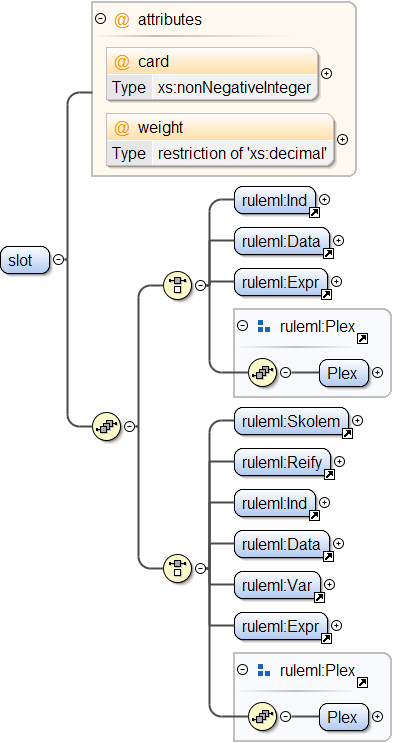 @ attributes
@ card
Type xs:nonNegativeInteger
@ weight
Type restriction of 'xs:decimal'
slot
ruleml:Ind
ruleml:Data
ruleml:Expr
ruleml:Plex
Plex
ruleml:Skolem
ruleml:Reify
ruleml:Ind
ruleml:Data
ruleml:Var
ruleml:Expr
ruleml:Plex
Plex